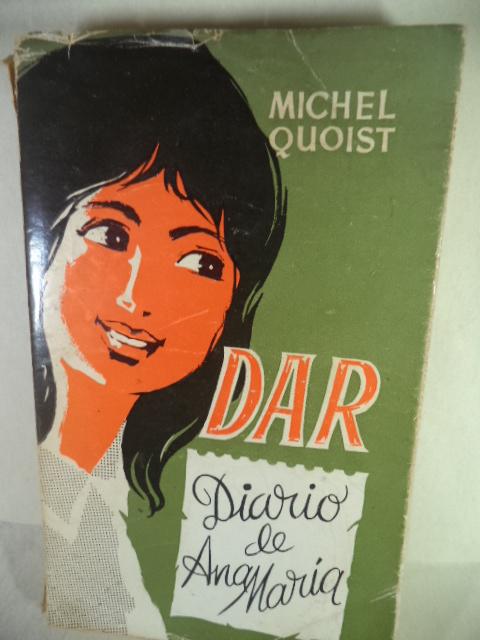 MICHEL
QUOIST
DAR
Diario
de
Ana
María